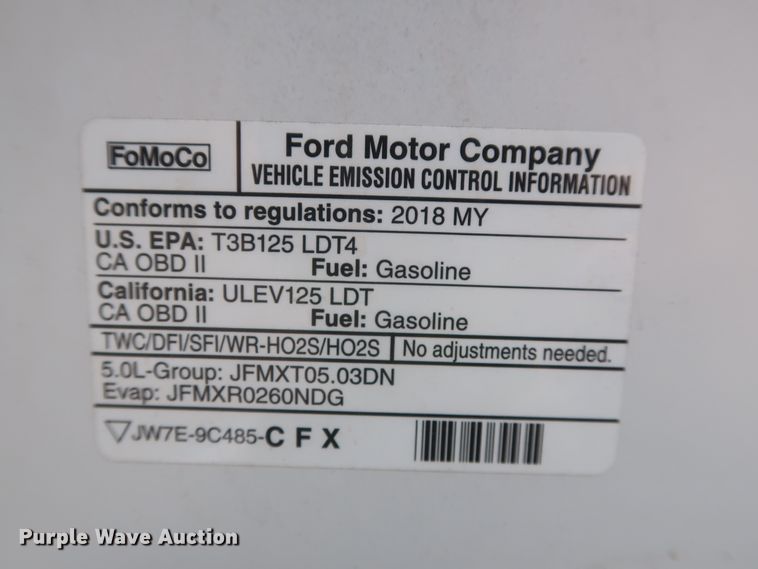 FoMoCo
Ford Motor Company
VEHICLE EMISSION CONTROL INFORMATION
Conforms to regulations: 2018 MY
U.S. EPA: T3B125 LDT4
CA OBD II Fuel: Gasoline
California: ULEV125 LDT
CA OBD II Fuel: Gasoline
TWC/DFI/SFI/WR-HO2S/HO2S No adjustments needed.
5.0L-Group: JFMXT05.03DN
Evap: JFMXR0260NDG
JW7E-9C485-C F X
Purple Wave Auction